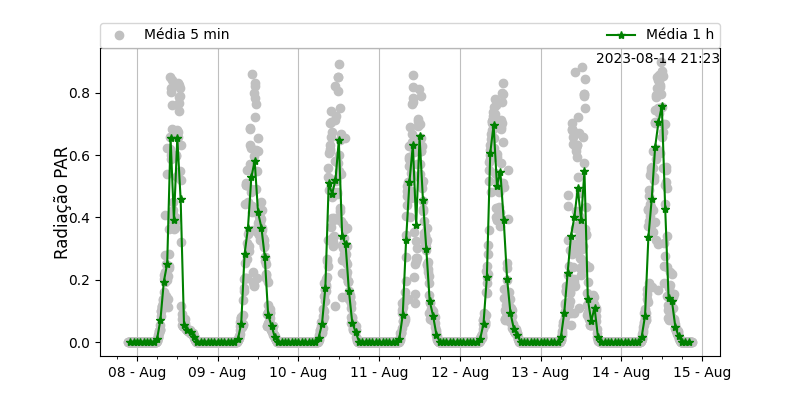 Média 5 min
Média 1 h
2023-08-14 21:23
Radiação PAR
0.8
0.6
0.4
0.2
0.0
08 - Aug
09 - Aug
10 - Aug
11 - Aug
12 - Aug
13 - Aug
14 - Aug
15 - Aug